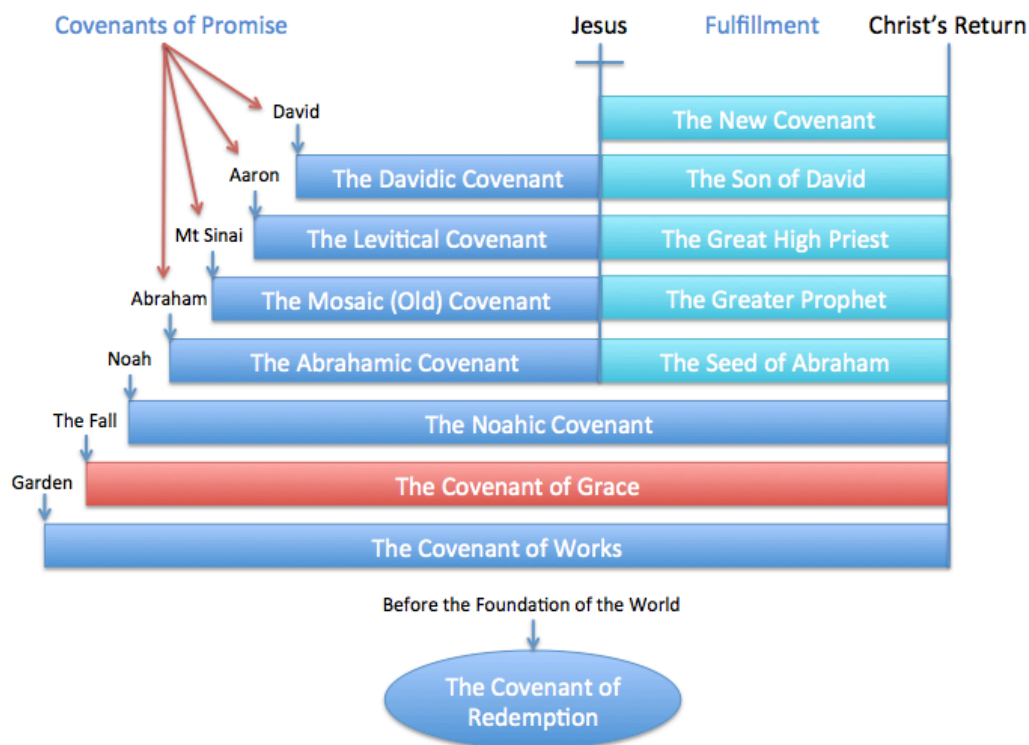 Covenants of Promise
Jesus
Fulfillment
Christ's Return
David
The New Covenant
Aaron
The Davidic Covenant
The Son of David
Mt Sinai
The Levitical Covenant
The Great High Priest
Abraham
The Mosaic (Old) Covenant
The Greater Prophet
Noah
The Abrahamic Covenant
The Seed of Abraham
The Fall
The Noahic Covenant
Garden
The Covenant of Grace
The Covenant of Works
Before the Foundation of the World
The Covenant of
Redemption